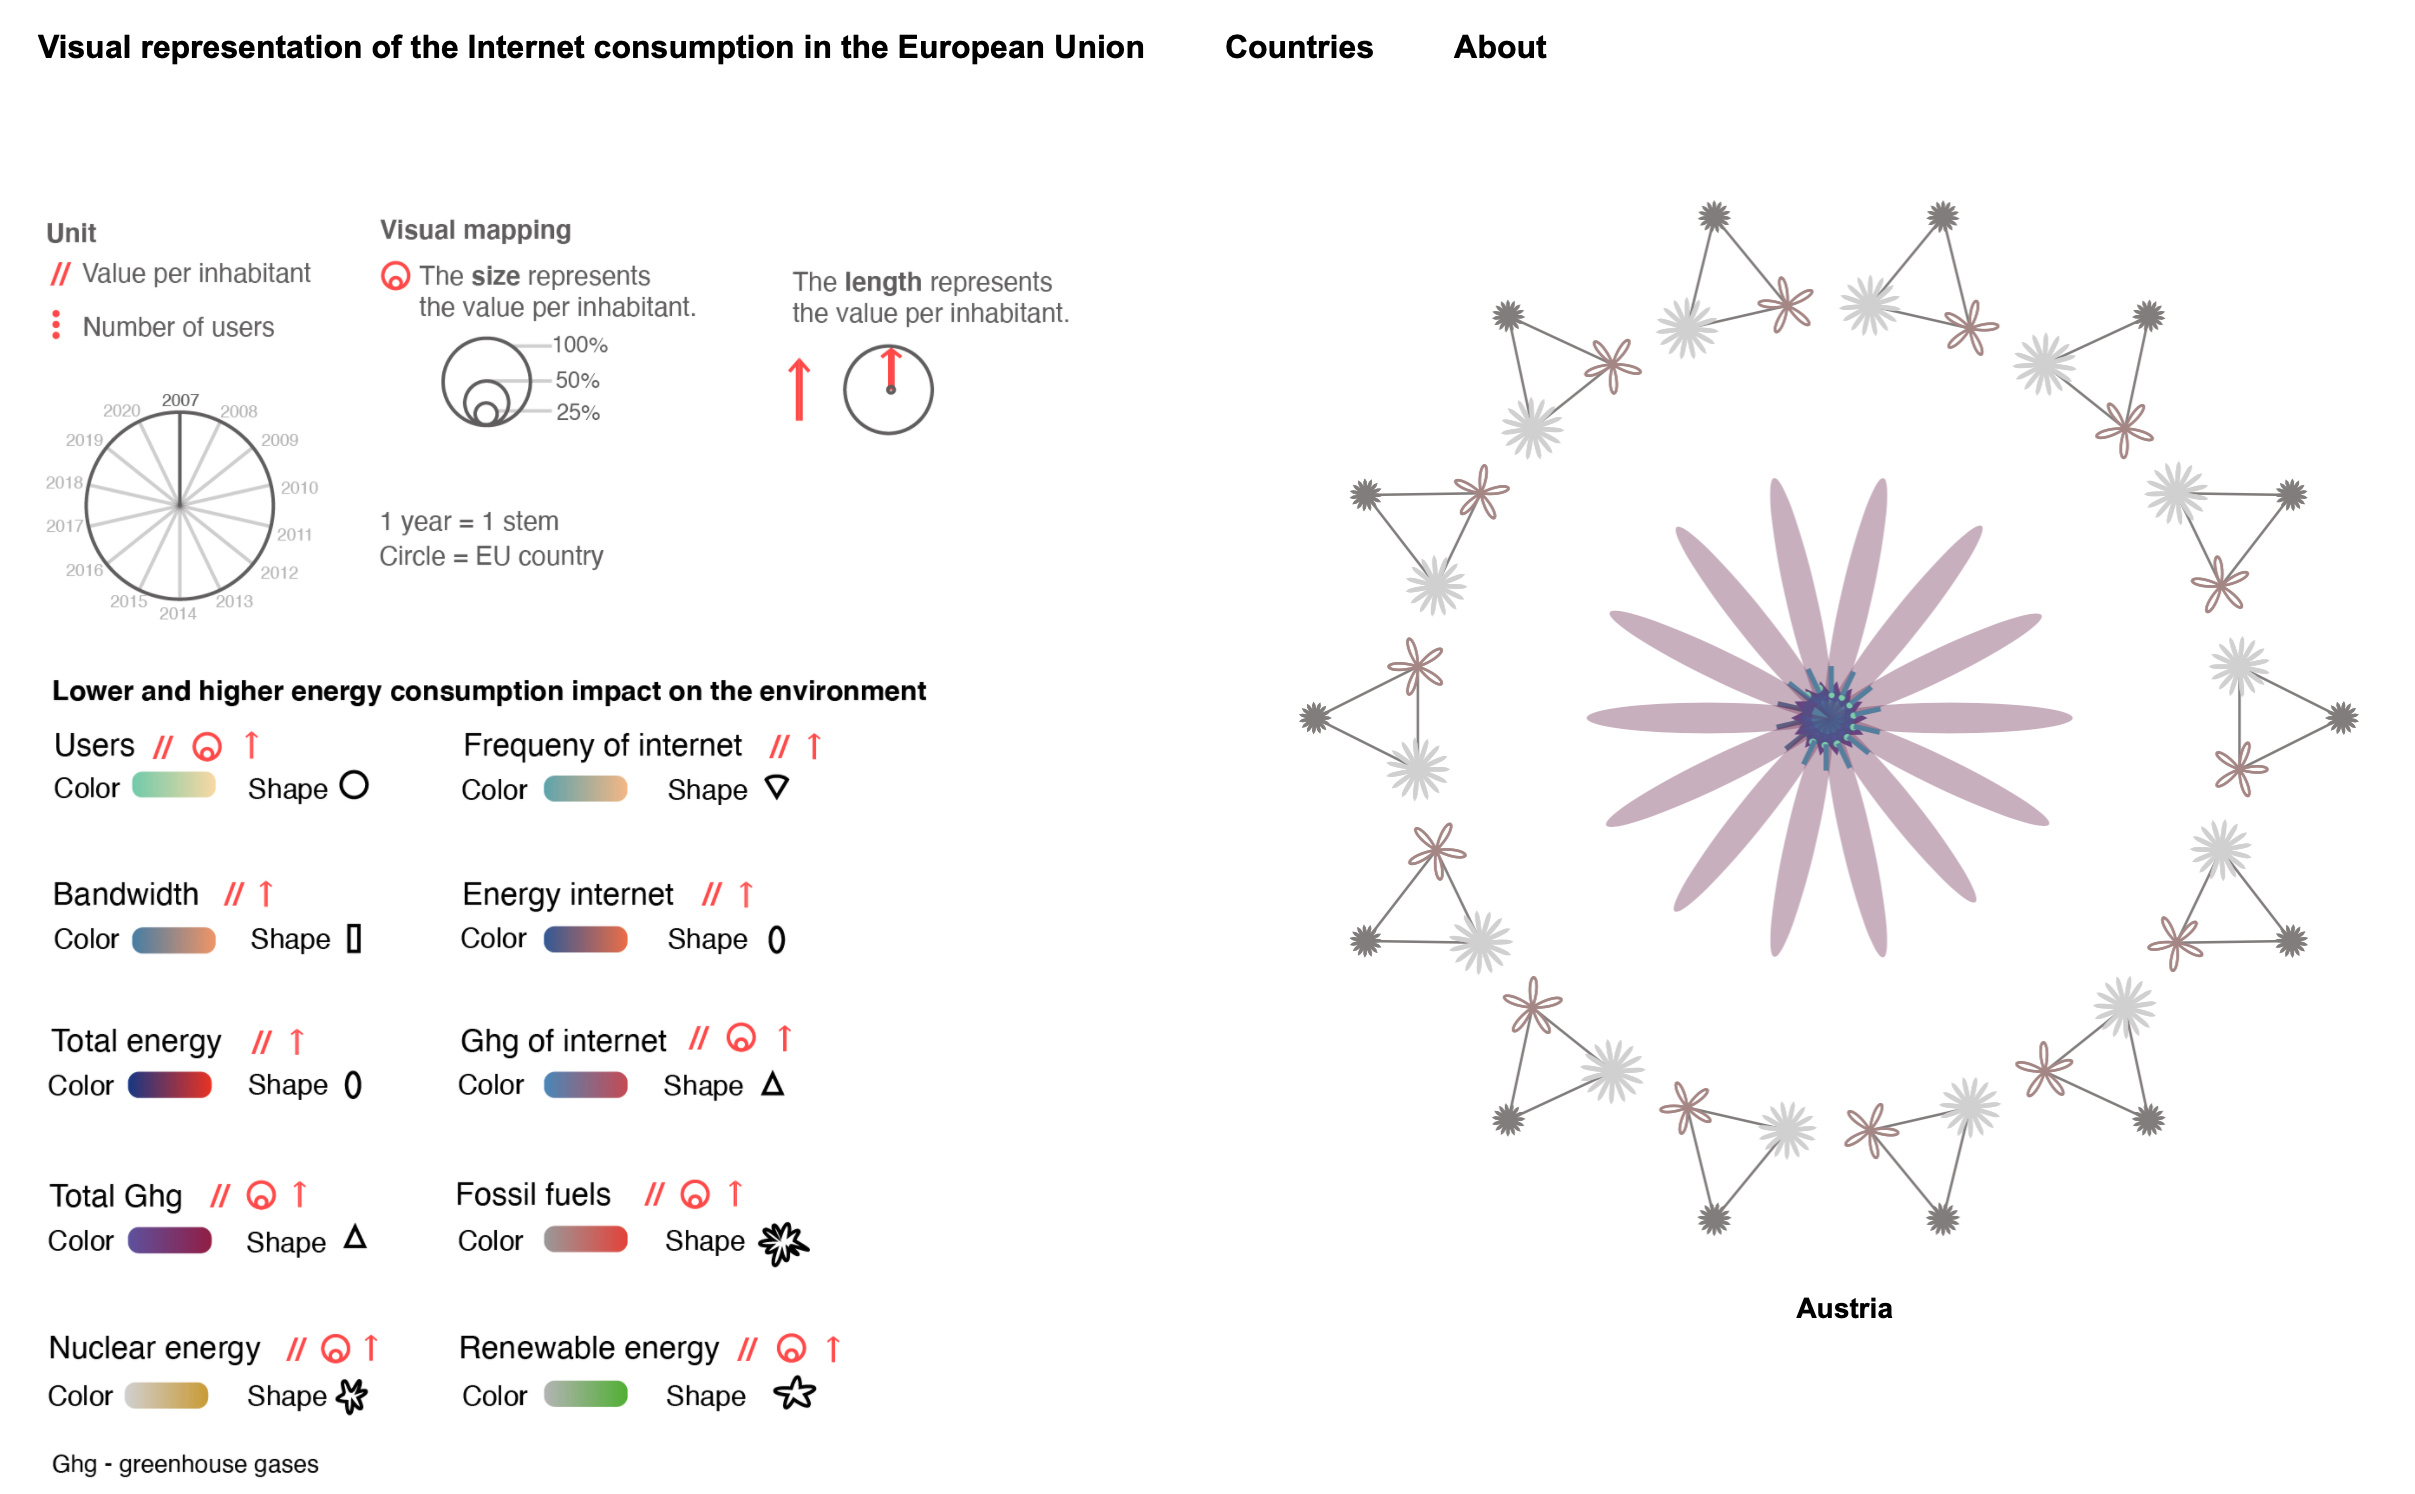 Visual representation of the Internet consumption in the European Union
Countries
About
Unit
// Value per inhabitant
Number of users
2007
2008
2009
2010
2011
2012
2013
2014
2015
2016
2017
2018
2019
2020
Visual mapping
The size represents
the value per inhabitant.
100%
50%
25%
The length represents
the value per inhabitant.
1 year = 1 stem
Circle = EU country
Lower and higher energy consumption impact on the environment
Users //
Color Shape
Frequeny of internet //
Color Shape
Bandwidth //
Color Shape
Energy internet //
Color Shape
Total energy //
Color Shape
Ghg of internet //
Color Shape
Total Ghg //
Color Shape
Fossil fuels //
Color Shape
Nuclear energy //
Color Shape
Renewable energy //
Color Shape
Ghg - greenhouse gases
Austria